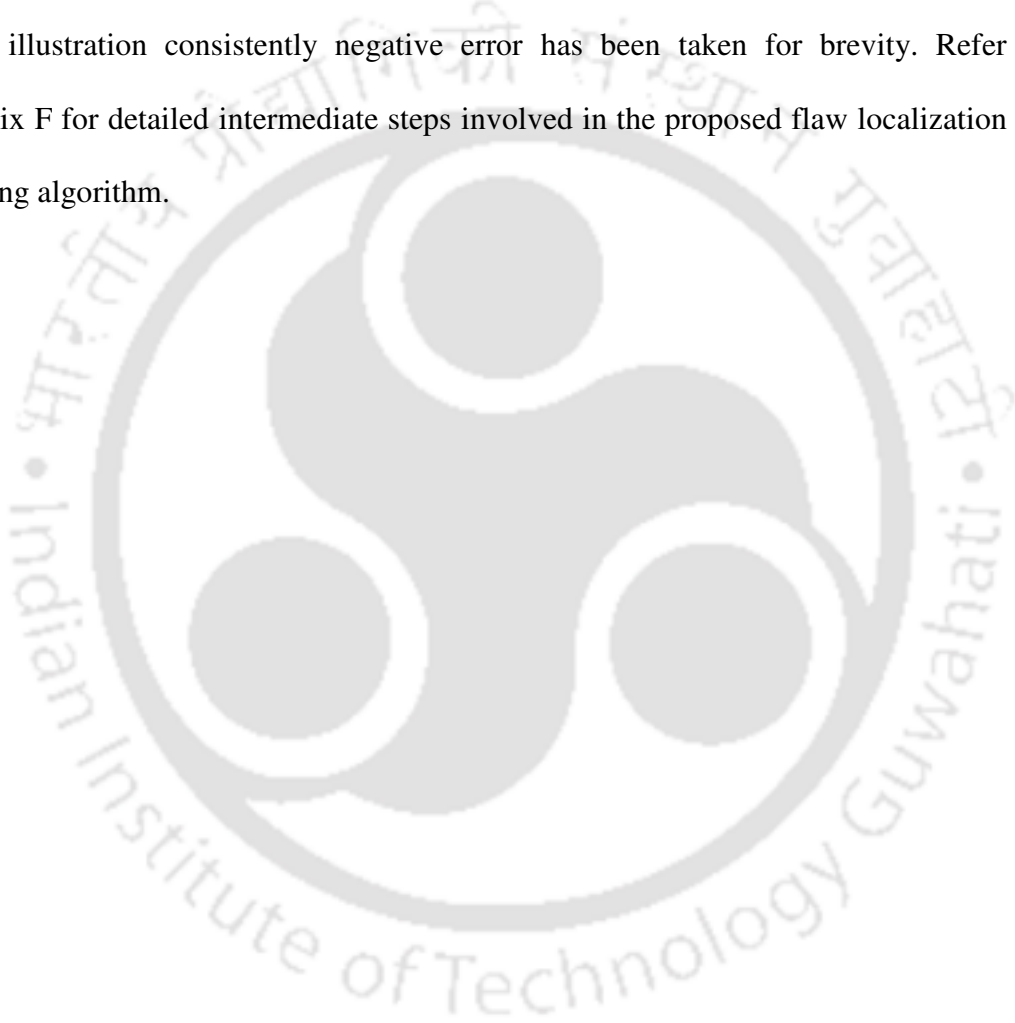 illustration consistently negative error has been taken for brevity. Refer
ix F for detailed intermediate steps involved in the proposed flaw localization
ng algorithm.
भारतीय प्रौद्योगिकी संस्थान गुवाहाटी
Indian Institute of Technology Guwahati